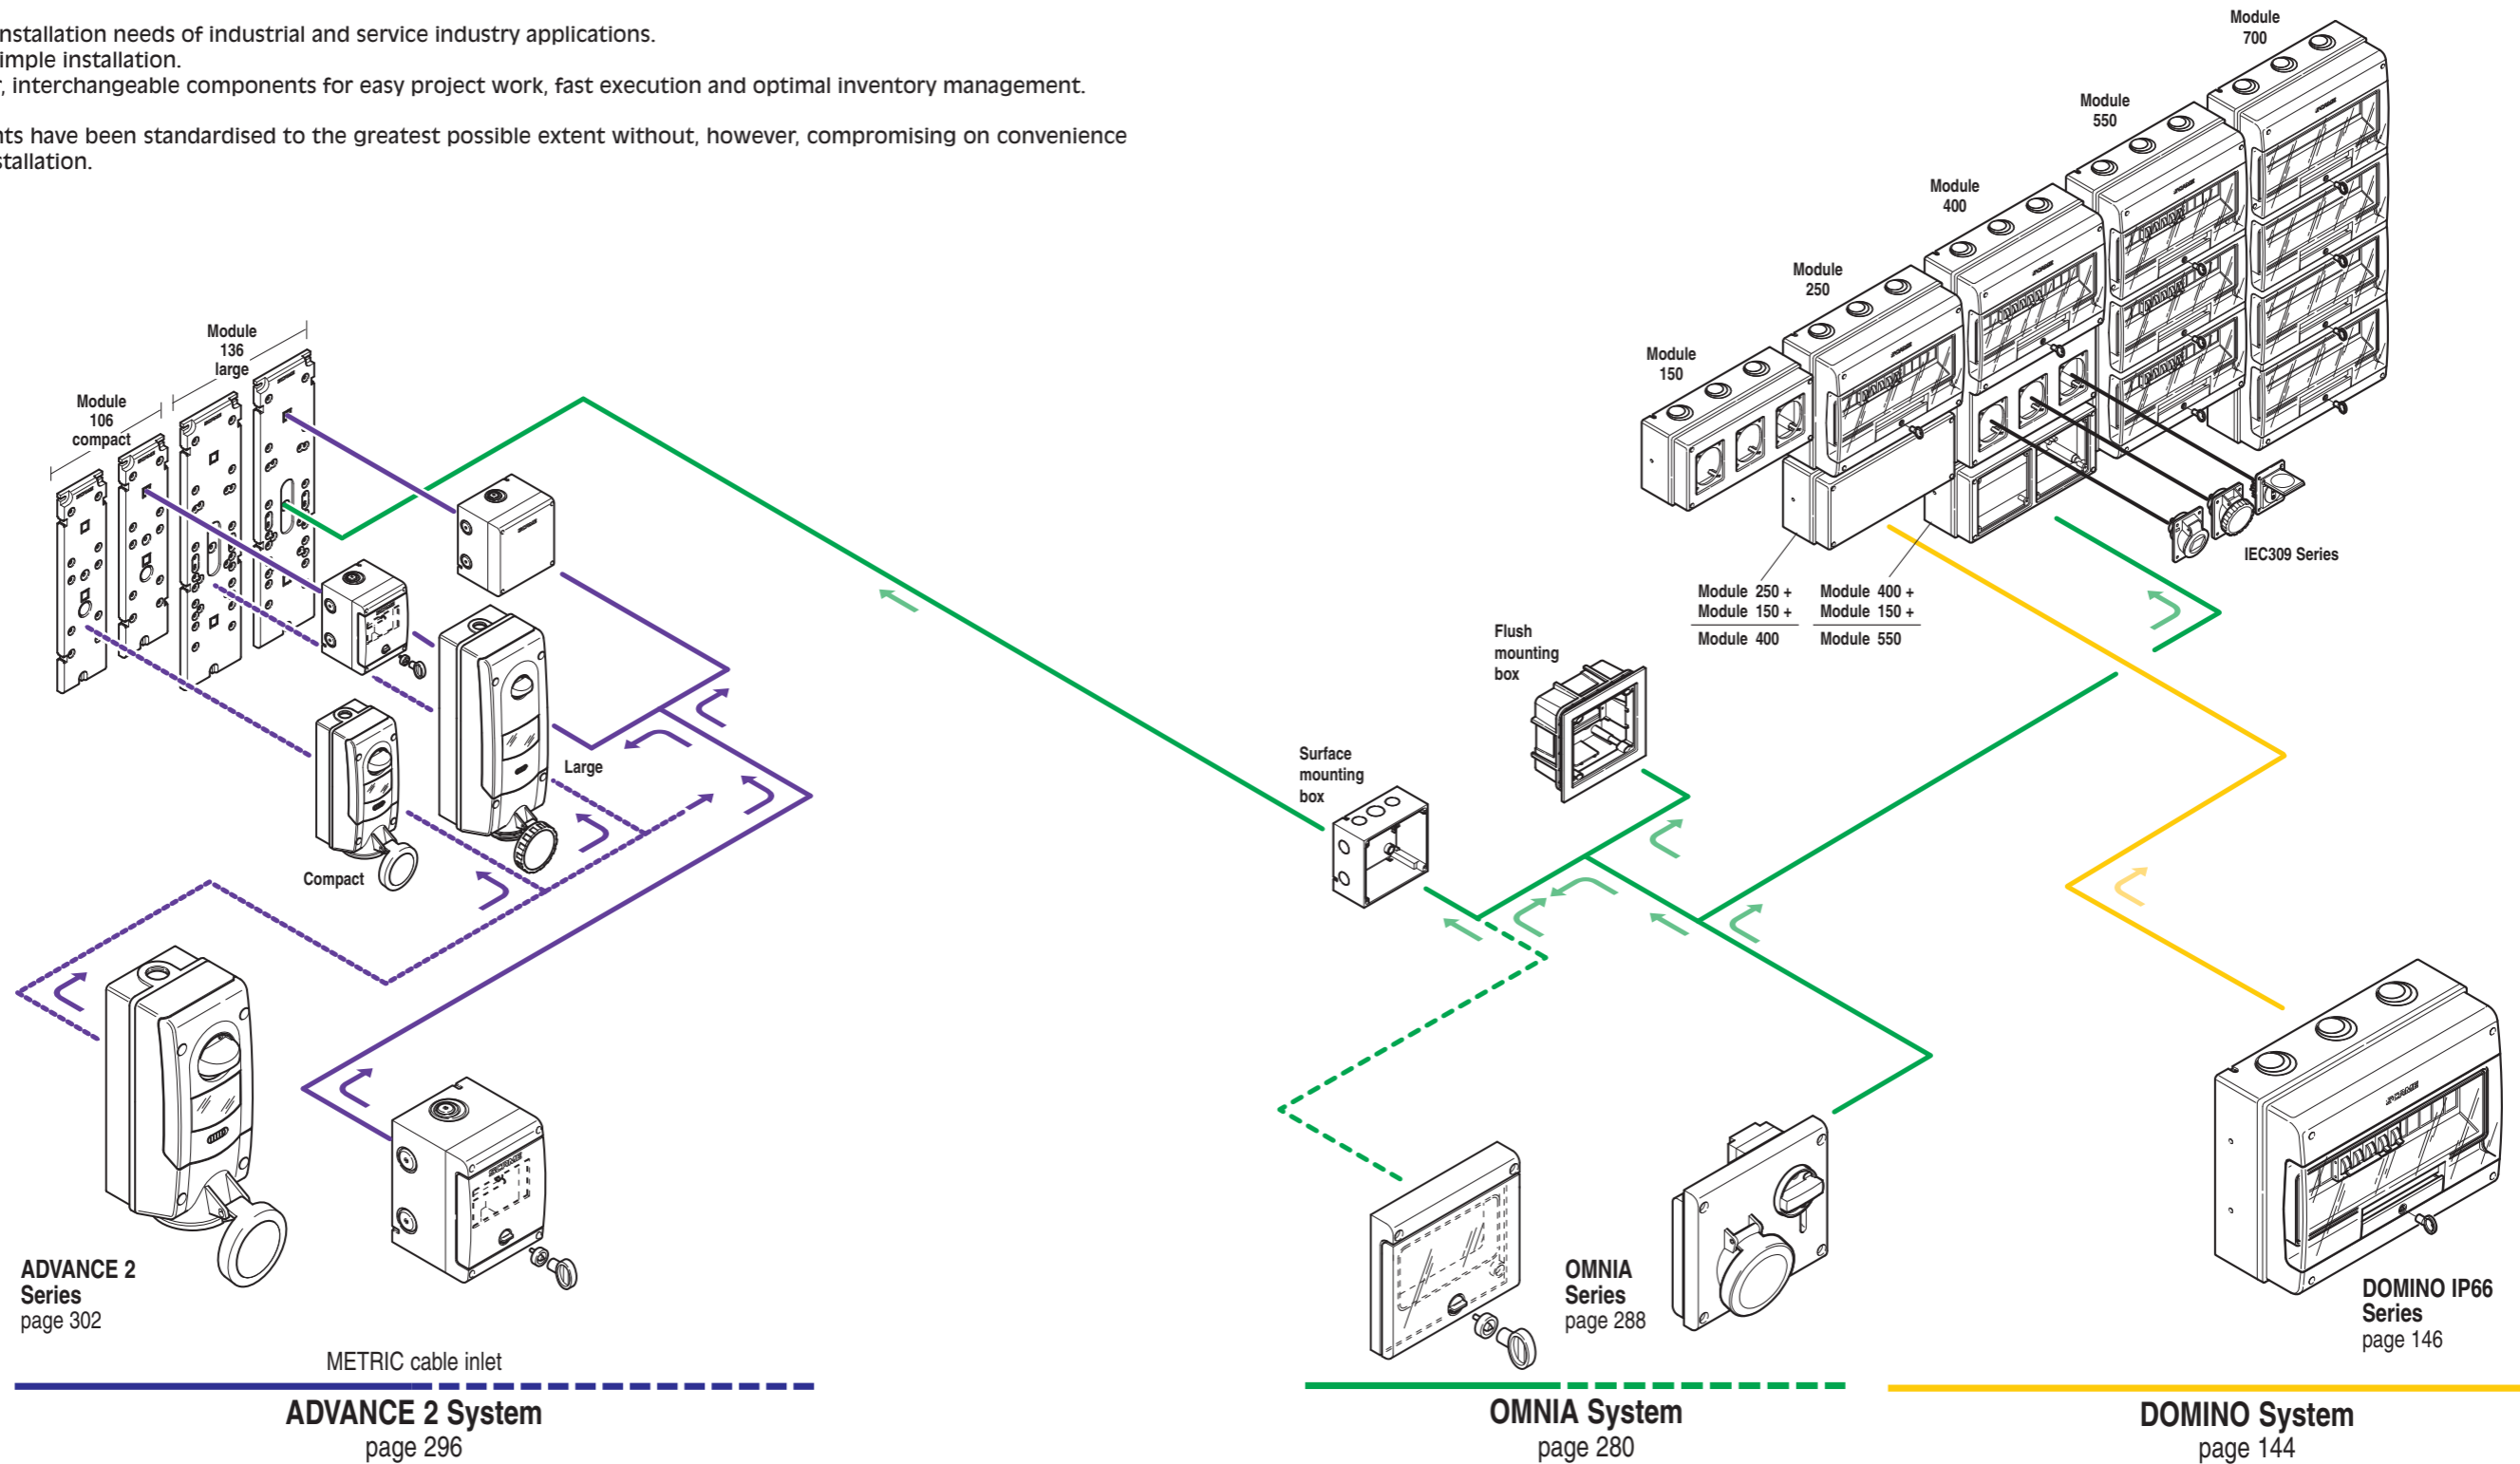 nstallation needs of industrial and service industry applications.
imple installation.
, interchangeable components for easy project work, fast execution and optimal inventory management.
nts have been standardised to the greatest possible extent without, however, compromising on convenience
stallation.
Module
700
Module
550
Module
400
Module
250
Module
150
Module
136
large
Module
106
compact
IEC309 Series
Module 250 +
Module 150 +
Module 400
Module 400 +
Module 150 +
Module 550
Flush
mounting
box
Surface
mounting
box
Large
Compact
SCAME
SCAME
ADVANCE 2
Series
page 302
OMNIA
Series
page 288
DOMINO IP66
Series
page 146
METRIC cable inlet
ADVANCE 2 System
page 296
OMNIA System
page 280
DOMINO System
page 144